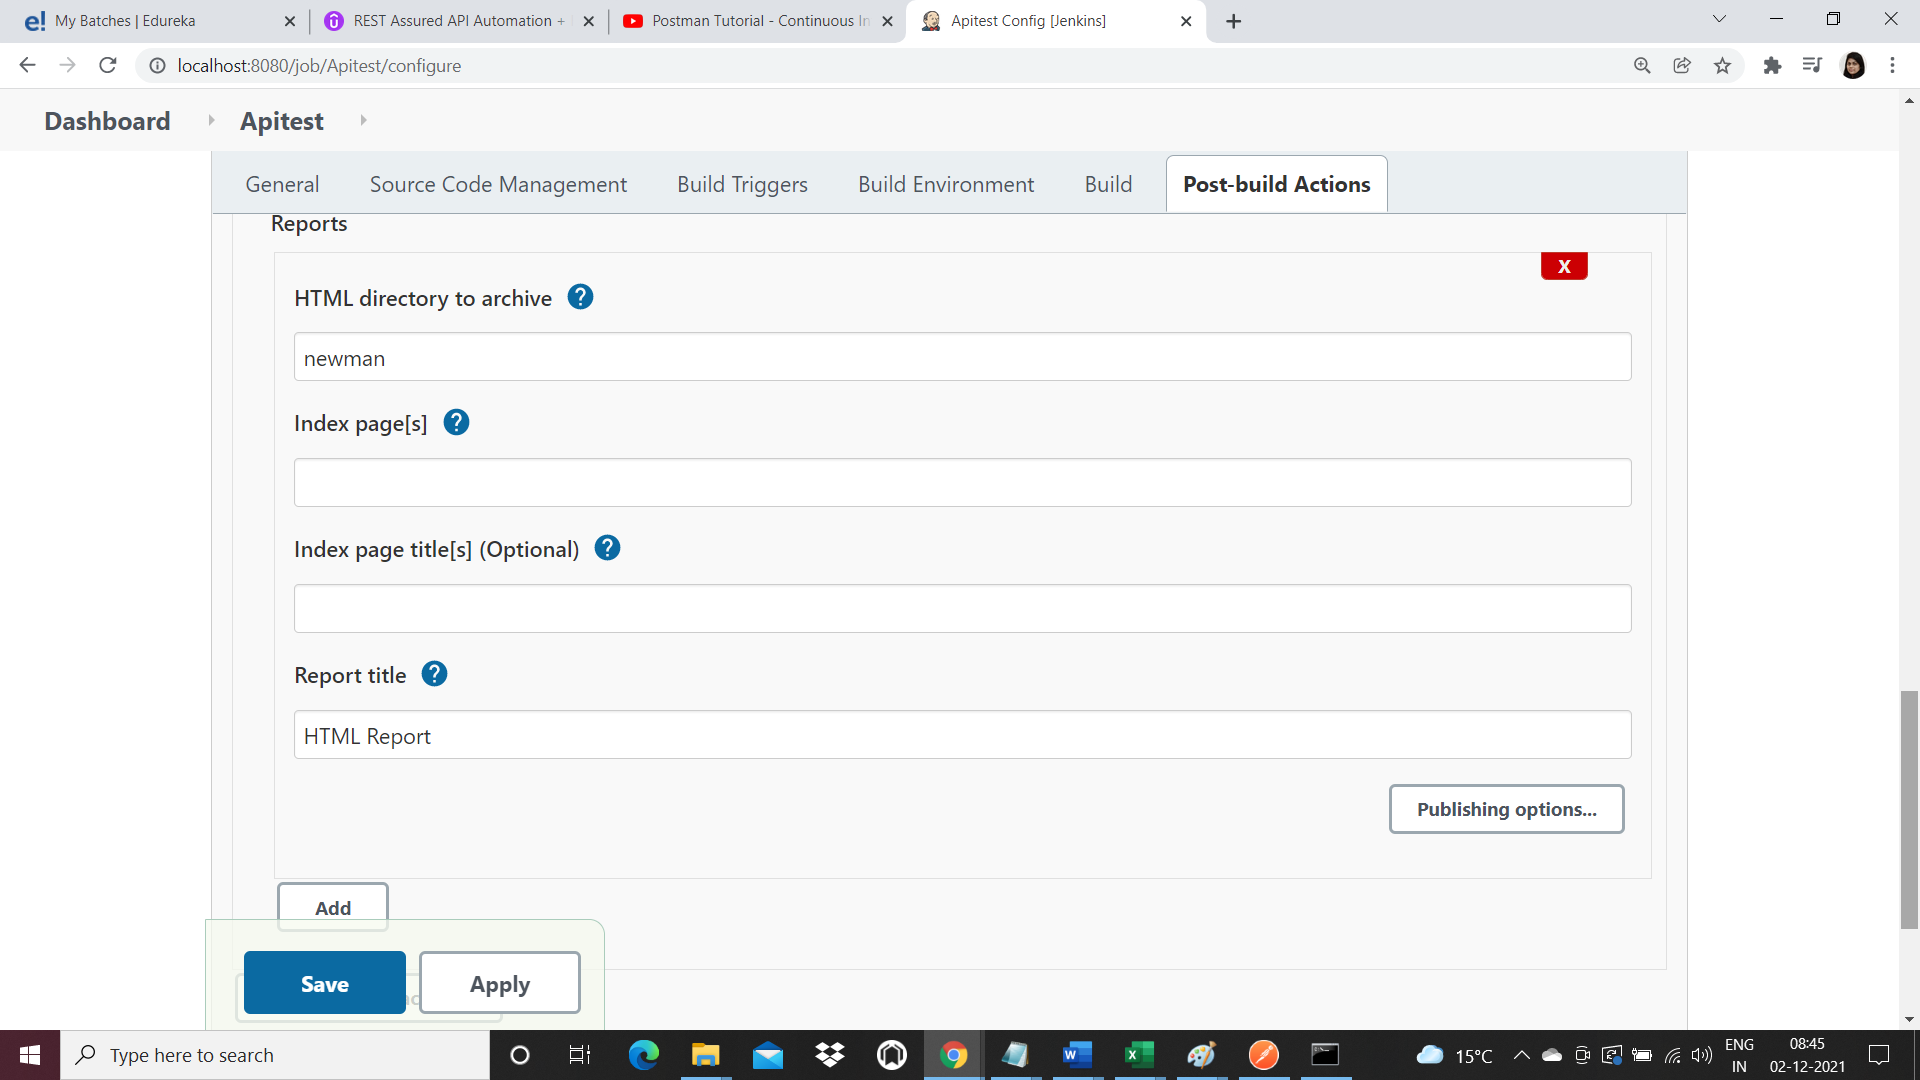 e! My Batches | Edureka
REST Assured API Automation +
Postman Tutorial - Continuous In
Apitest Config [Jenkins]
localhost:8080/job/Apitest/configure
Dashboard
Apitest
General
Source Code Management
Build Triggers
Build Environment
Build
Post-build Actions
Reports
X
HTML directory to archive ?
newman
Index page[s] ?
Index page title[s] (Optional) ?
Report title ?
HTML Report
Publishing options...
Add
Save
Apply
Type here to search
15°C
ENG
IN
08:45
02-12-2021